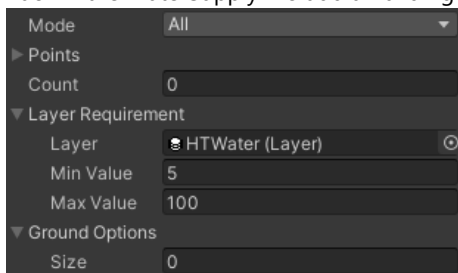 Mode All
Points
Count 0
Layer Requirement
Layer HTWater (Layer)
Min Value 5
Max Value 100
Ground Options
Size 0